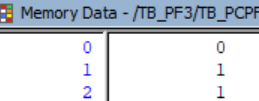 Memory Data - /TB_PF3/TB_PCPF
0 0
1 1
2 1